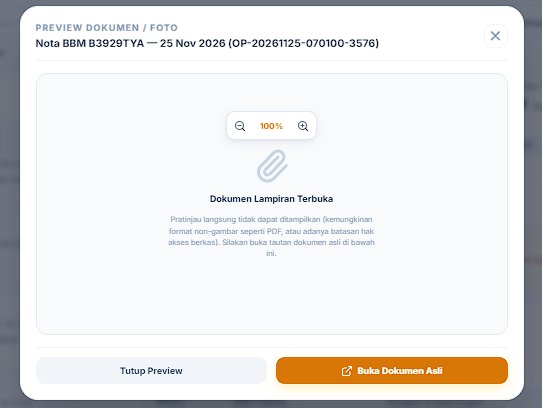 PREVIEW DOKUMEN / FOTO
Nota BBM B3929TYA — 25 Nov 2026 (OP-20261125-070100-3576)
100%
Dokumen Lampiran Terbuka
Pratinjau langsung tidak dapat ditampilkan (kemungkinan
format non-gambar seperti PDF, atau adanya batasan hak
akses berkas). Silakan buka tautan dokumen asli di bawah
ini.
Tutup Preview
Buka Dokumen Asli